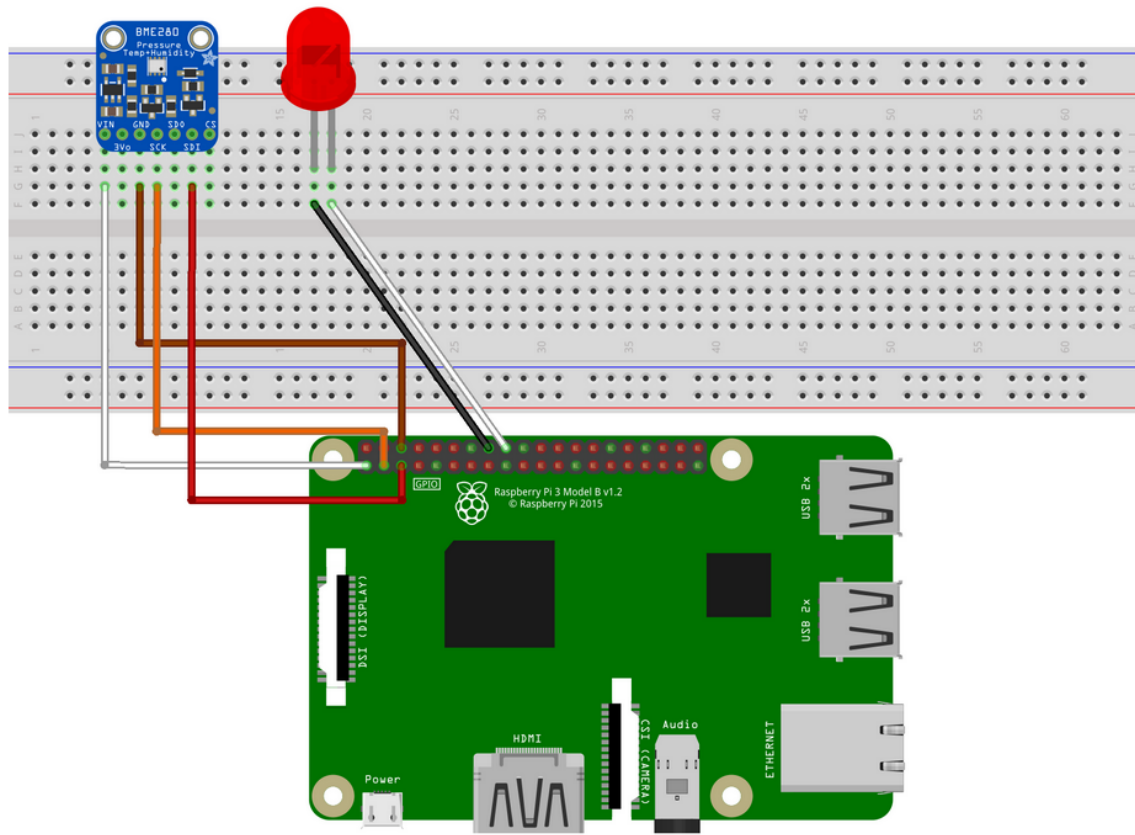 BME280
Pressure
Temp+Humidity
VIN GND SDO CS
3Vo SCK SDI
1 15 20 25 30 35 40 45 50 55 60
J
I
H
G
F
E
D
C
B
A
1 15 20 25 30 35 40 45 50 55 60
GPIO
Raspberry Pi 3 Model B v1.2
© Raspberry Pi 2015
USB 2x
DSI (DISPLAY)
USB 2x
HDMI
CSI (CAMERA)
Audio
ETHERNET
Power